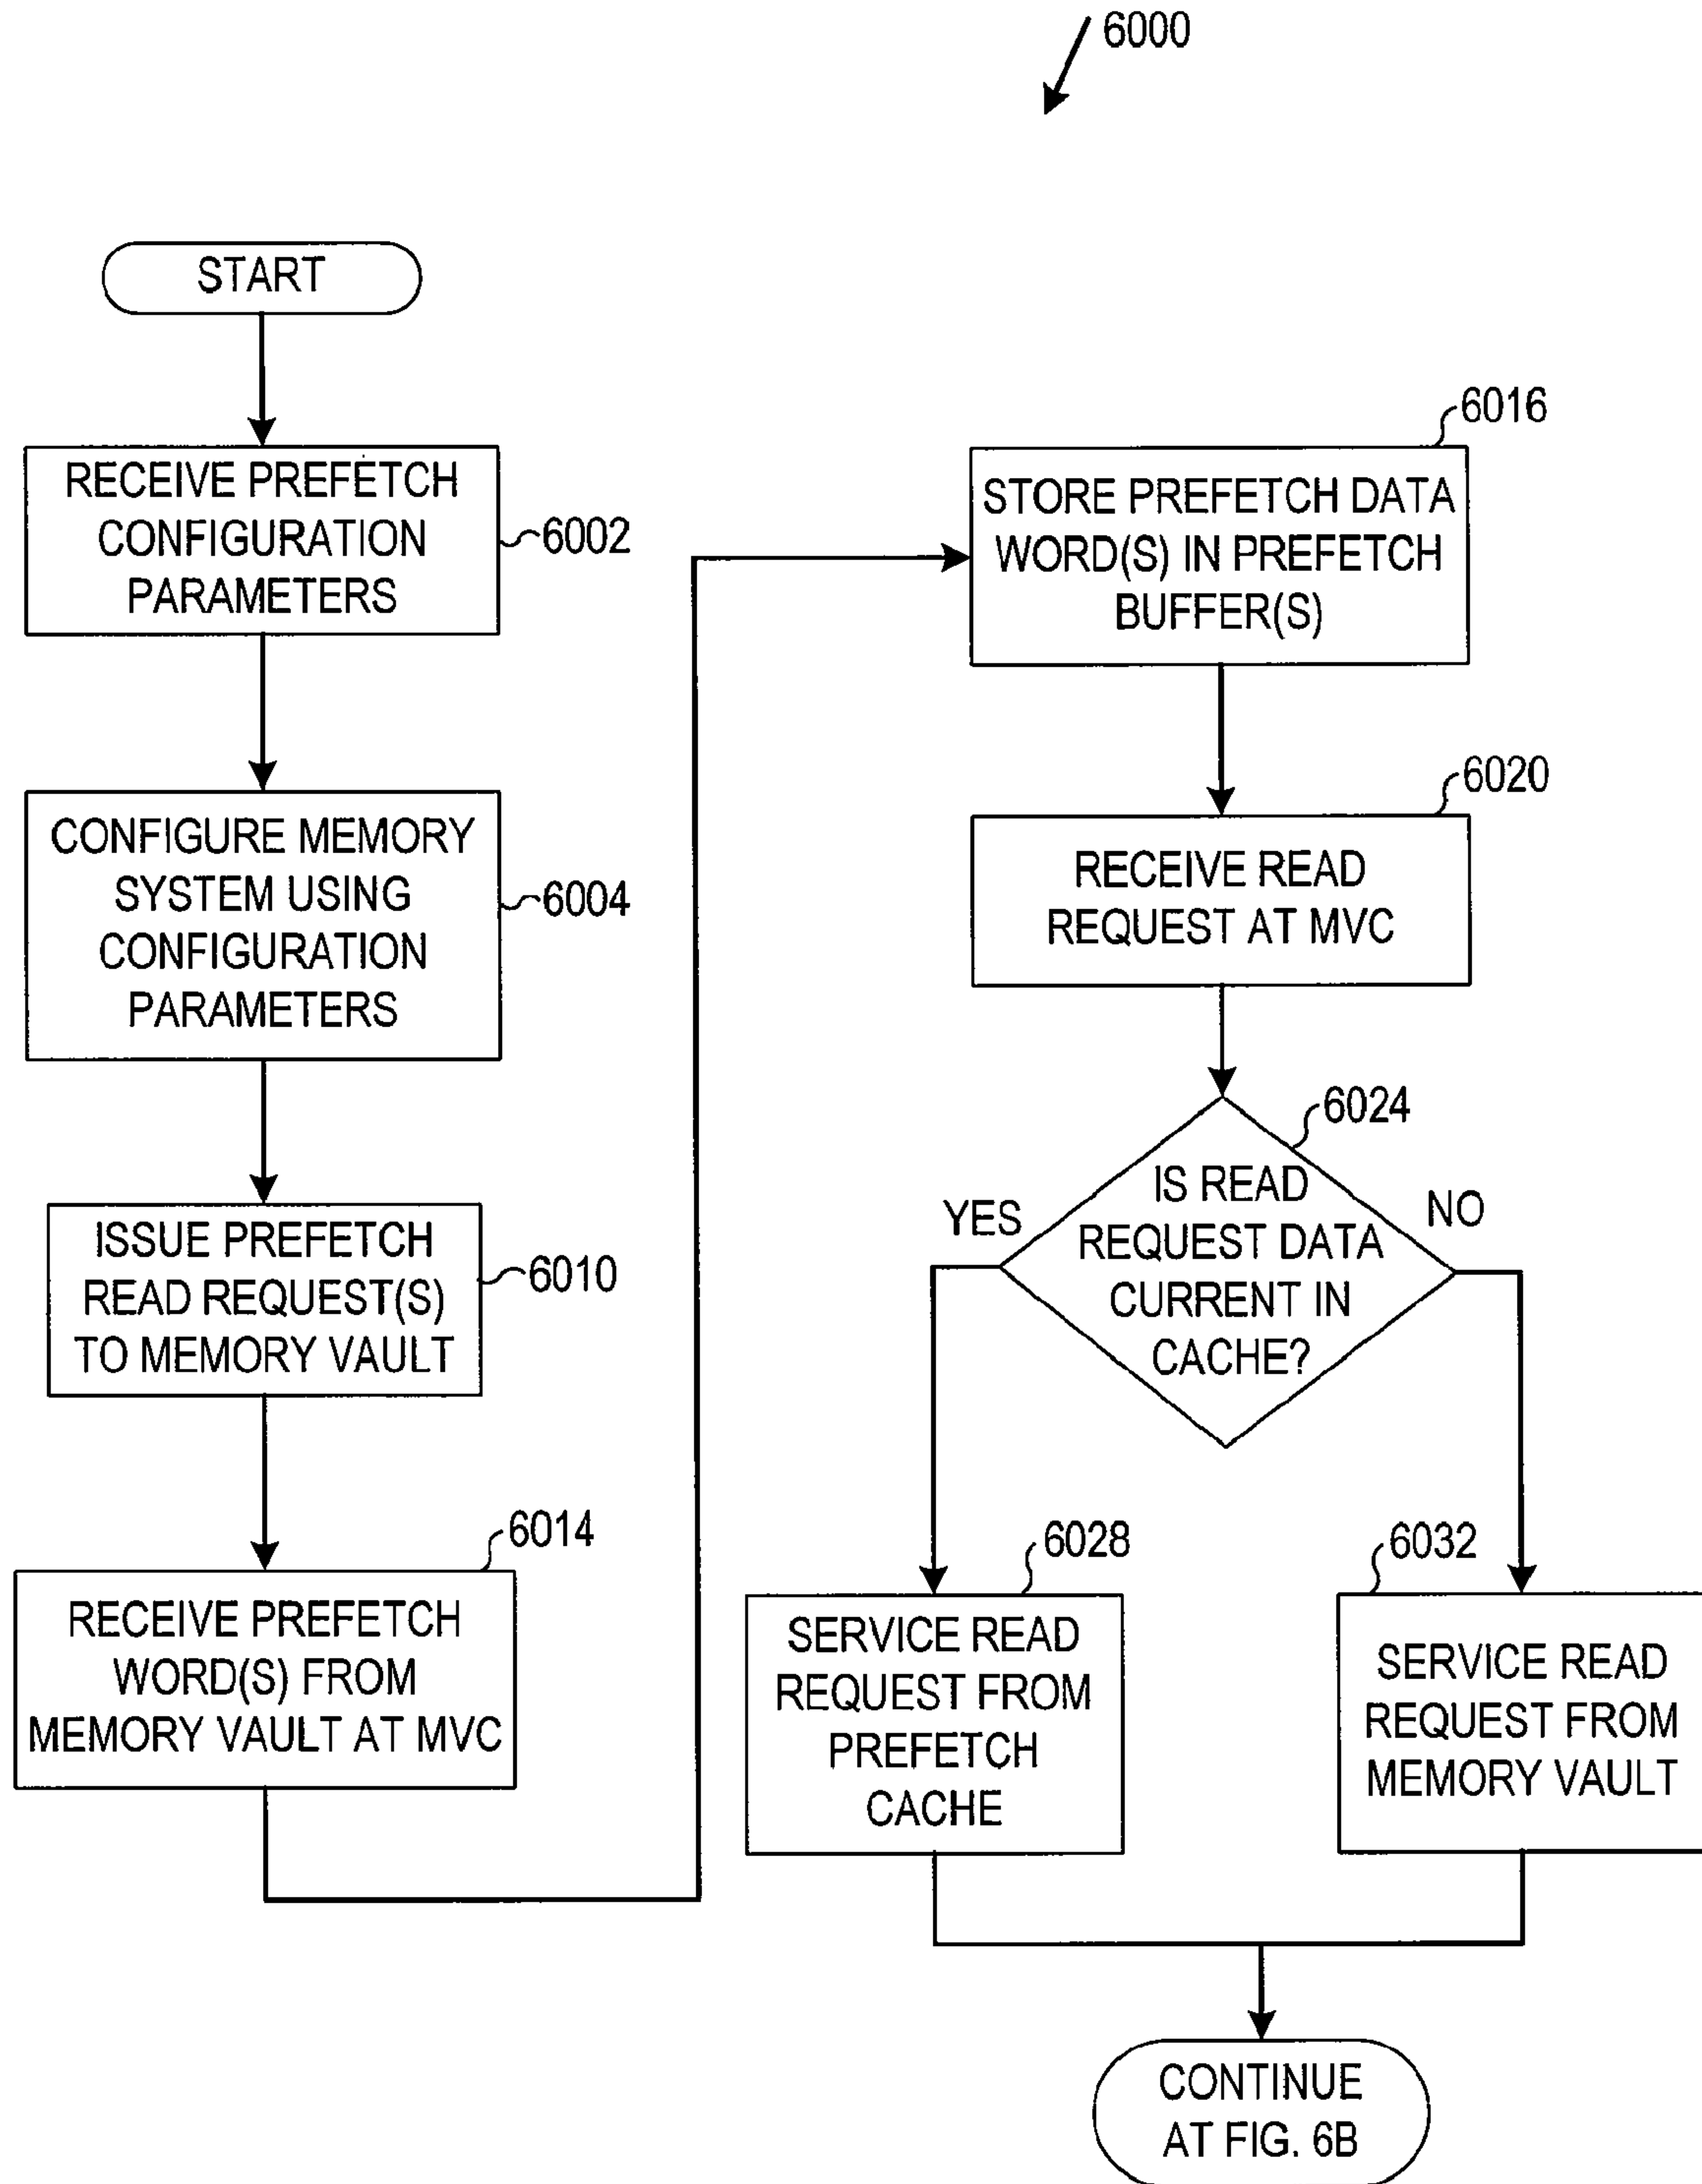 6000
START
RECEIVE PREFETCH
CONFIGURATION
PARAMETERS
6002
CONFIGURE MEMORY
SYSTEM USING
CONFIGURATION
PARAMETERS
6004
ISSUE PREFETCH
READ REQUEST(S)
TO MEMORY VAULT
6010
6014
RECEIVE PREFETCH
WORD(S) FROM
MEMORY VAULT AT MVC
6016
STORE PREFETCH DATA
WORD(S) IN PREFETCH
BUFFER(S)
6020
RECEIVE READ
REQUEST AT MVC
6024
IS READ
REQUEST DATA
CURRENT IN
CACHE?
YES
NO
6028
SERVICE READ
REQUEST FROM
PREFETCH
CACHE
6032
SERVICE READ
REQUEST FROM
MEMORY VAULT
CONTINUE
AT FIG. 6B